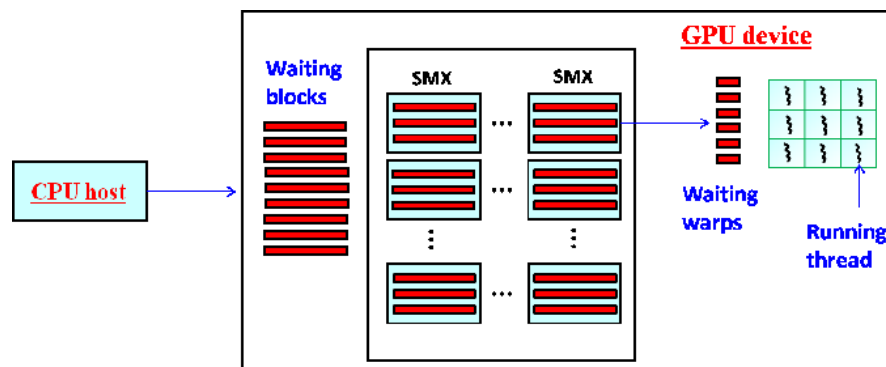 GPU device
Waiting
blocks
SMX
SMX
CPU host
Waiting
warps
Running
thread